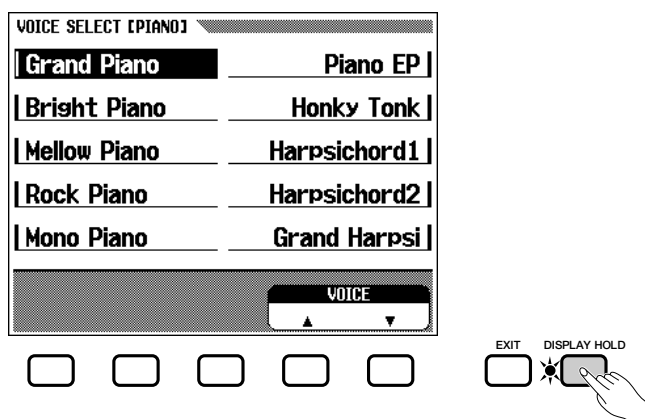 VOICE SELECT [PIANO]
Grand Piano Piano EP
Bright Piano Honky Tonk
Mellow Piano Harpsichord1
Rock Piano Harpsichord2
Mono Piano Grand Harpsi
VOICE
▲ ▼
EXIT DISPLAY HOLD